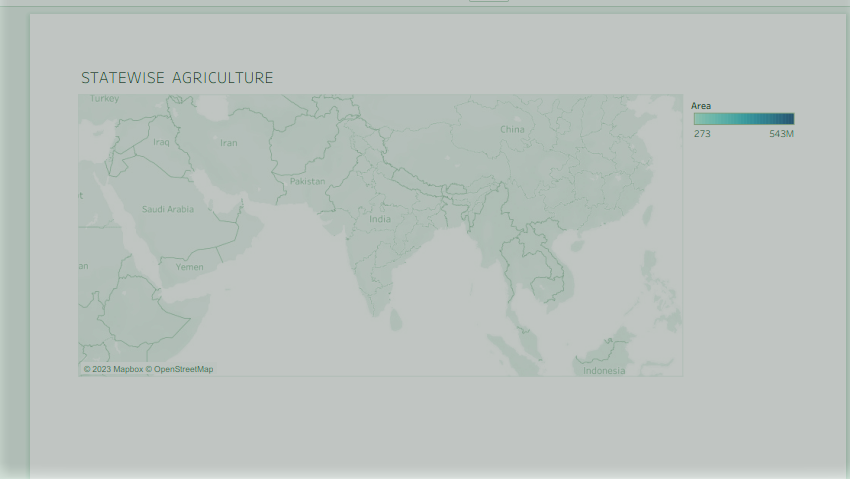 STATEWISE AGRICULTURE
Area
273 543M
Turkey
China
Iraq
Iran
Pakistan
Saudi Arabia
India
Yemen
Indonesia
© 2023 Mapbox © OpenStreetMap